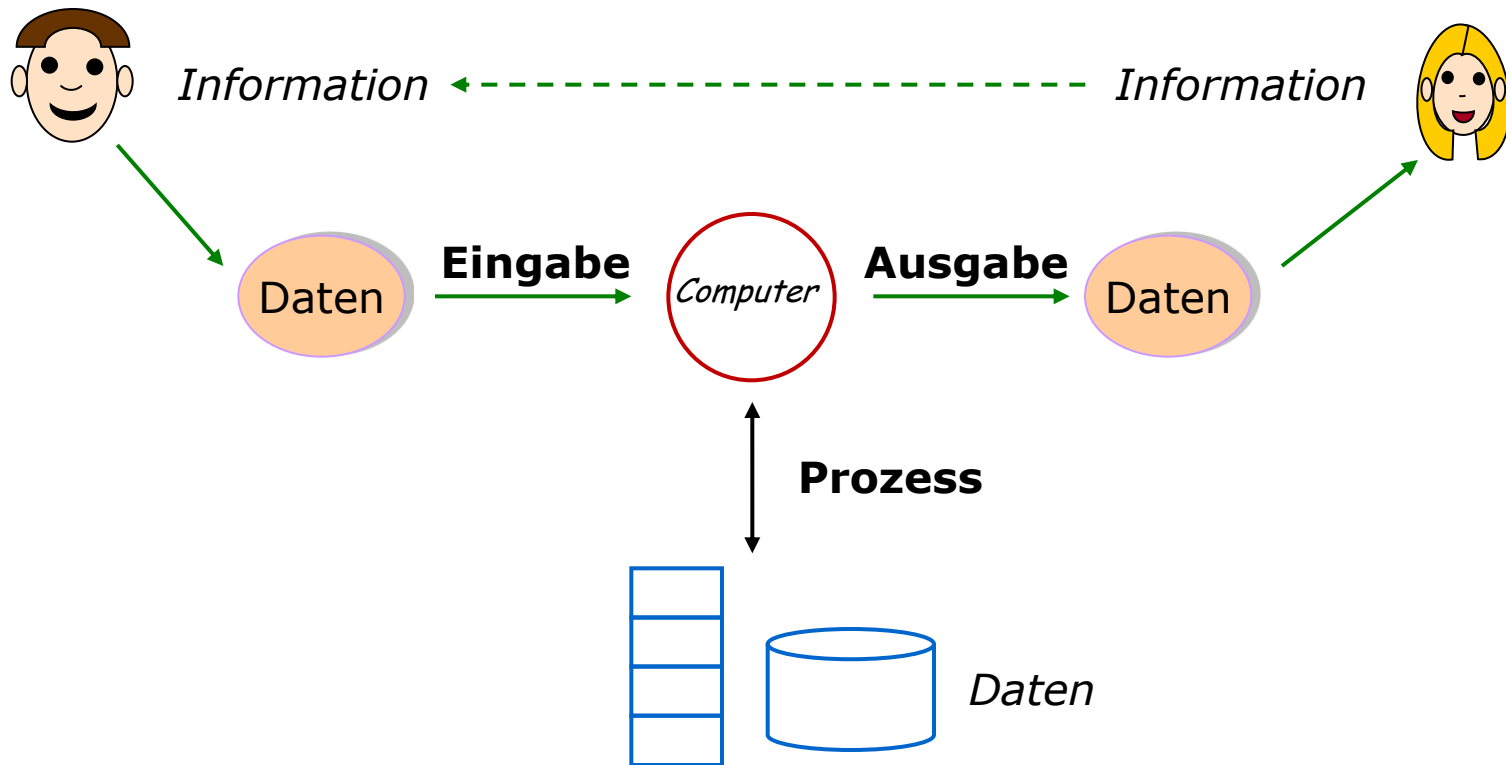 Information
Information
Daten
Eingabe
Computer
Ausgabe
Daten
Prozess
Daten